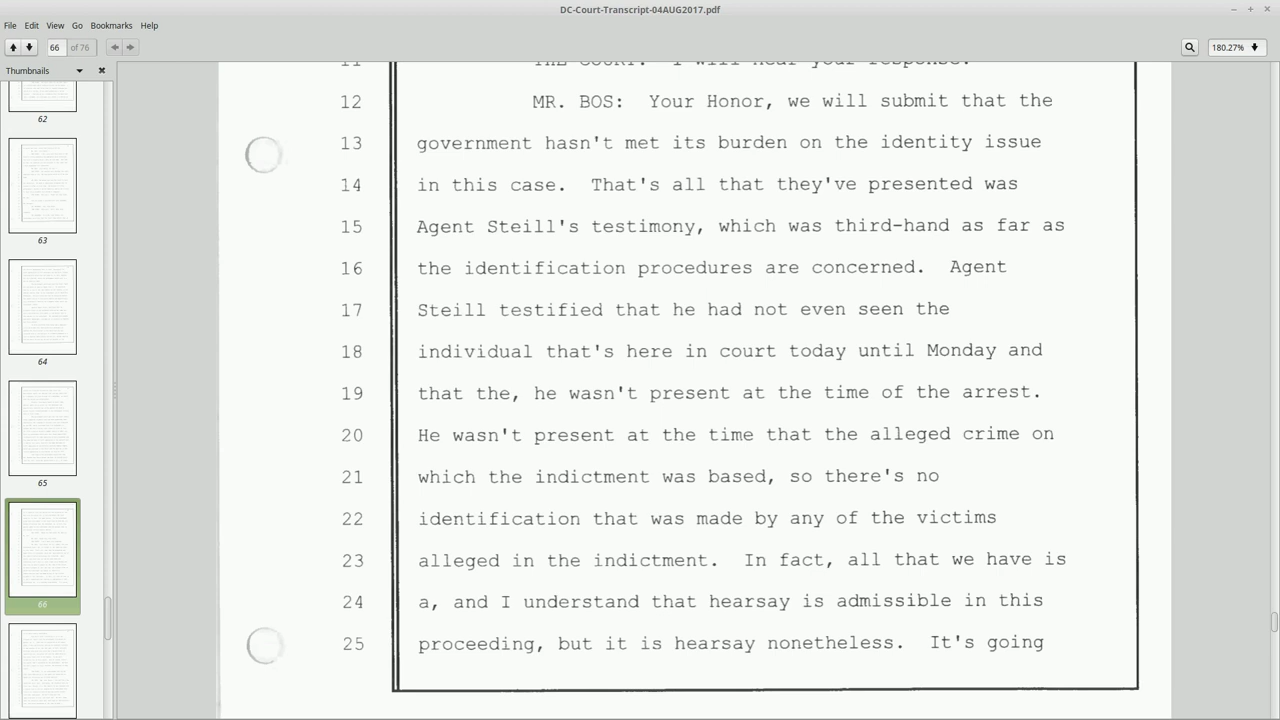 DC-Court-Transcript-04AUG2017.pdf
File Edit View Go Bookmarks Help
66 of 76
180.27%
Thumbnails
62
63
64
65
66
11 THE COURT: I will hear your response.
12 MR. BOS: Your Honor, we will submit that the
13 government hasn't met its burden on the identity issue
14 in this case. That's all that they've presented was
15 Agent Steill's testimony, which was third-hand as far as
16 the identification procedures are concerned. Agent
17 Steill testified that he had not even seen the
18 individual that's here in court today until Monday and
19 that the, he wasn't present at the time of the arrest.
20 He wasn't present at the time that the alleged crime on
21 which the indictment was based, so there's no
22 identification that was made by any of the victims
23 alleged in the indictment. In fact, all that we have is
24 a, and I understand that hearsay is admissible in this
25 proceeding, but it is hearsay nonetheless. It's going